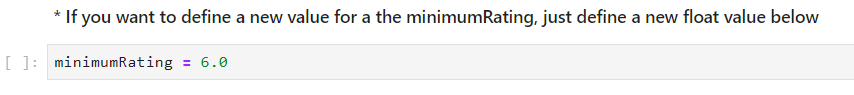 * If you want to define a new value for a the minimumRating, just define a new float value below
[ ]: minimumRating = 6.0